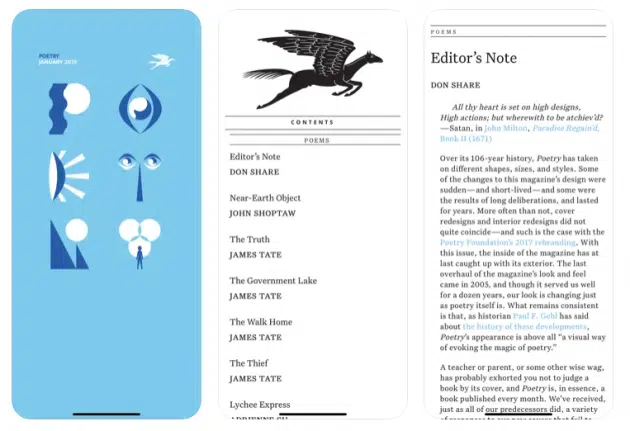 POETRY
JANUARY 2019
CONTENTS
POEMS
Editor's Note
DON SHARE
Near-Earth Object
JOHN SHOPTAW
The Truth
JAMES TATE
The Government Lake
JAMES TATE
The Walk Home
JAMES TATE
The Thief
JAMES TATE
Lychee Express
POEMS
Editor's Note
DON SHARE
All thy heart is set on high designs,
High actions; but wherewith to be atchiev'd?
—Satan, in John Milton, Paradise Regain'd,
Book II (1671)
Over its 106-year history, Poetry has taken
on different shapes, sizes, and styles. Some
of the changes to this magazine's design were
sudden—and short-lived—and some were
the results of long deliberations, and lasted
for years. More often than not, cover
redesigns and interior redesigns did not
quite coincide—and such is the case with the
Poetry Foundation's 2017 rebranding. With
this issue, the inside of the magazine has at
last caught up with its exterior. The last
overhaul of the magazine's look and feel
came in 2005, and though it served us well
for a dozen years, our look is changing just
as poetry itself is. What remains consistent
is that, as historian Paul F. Gehl has said
about the history of these developments,
Poetry's appearance is above all "a visual way
of evoking the magic of poetry."
A teacher or parent, or some other wise wag,
has probably exhorted you not to judge a
book by its cover, and Poetry is, in essence, a
book published every month. We've received,
just as all of our predecessors did, a variety